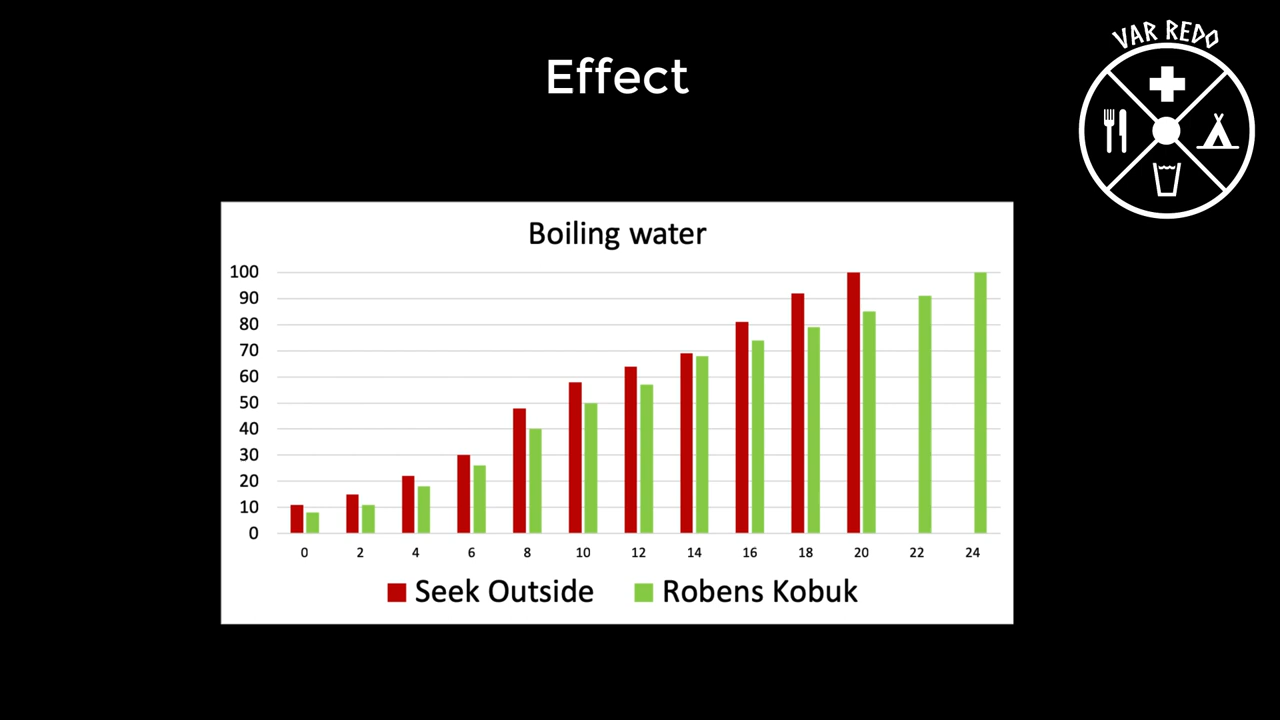 VAR REDO
Effect
Boiling water
100
90
80
70
60
50
40
30
20
10
0
0 2 4 6 8 10 12 14 16 18 20 22 24
Seek Outside Robens Kobuk